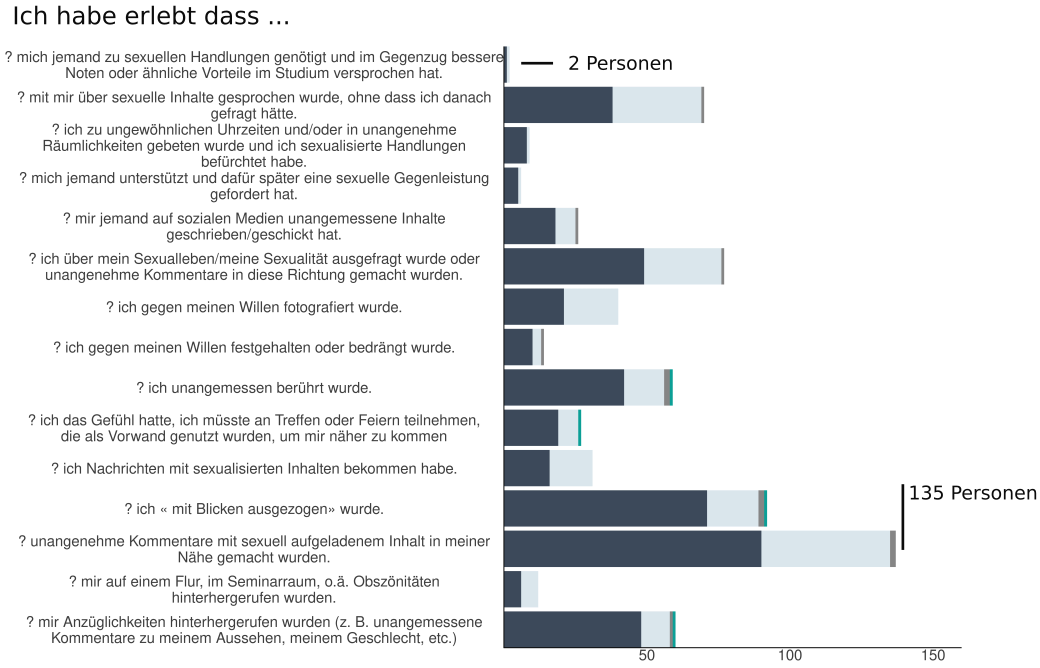 Ich habe erlebt dass ...
? mich jemand zu sexuellen Handlungen genötigt und im Gegenzug bessere
Noten oder ähnliche Vorteile im Studium versprochen hat.
2 Personen
? mit mir über sexuelle Inhalte gesprochen wurde, ohne dass ich danach
gefragt hätte.
? ich zu ungewöhnlichen Uhrzeiten und/oder in unangenehme
Räumlichkeiten gebeten wurde und ich sexualisierte Handlungen
befürchtet habe.
? mich jemand unterstützt und dafür später eine sexuelle Gegenleistung
gefordert hat.
? mir jemand auf sozialen Medien unangemessene Inhalte
geschrieben/geschickt hat.
? ich über mein Sexualleben/meine Sexualität ausgefragt wurde oder
unangenehme Kommentare in diese Richtung gemacht wurden.
? ich gegen meinen Willen fotografiert wurde.
? ich gegen meinen Willen festgehalten oder bedrängt wurde.
? ich unangemessen berührt wurde.
? ich das Gefühl hatte, ich müsste an Treffen oder Feiern teilnehmen,
die als Vorwand genutzt wurden, um mir näher zu kommen
? ich Nachrichten mit sexualisierten Inhalten bekommen habe.
135 Personen
? ich « mit Blicken ausgezogen» wurde.
? unangenehme Kommentare mit sexuell aufgeladenem Inhalt in meiner
Nähe gemacht wurden.
? mir auf einem Flur, im Seminarraum, o.ä. Obszönitäten
hinterhergerufen wurden.
? mir Anzüglichkeiten hinterhergerufen wurden (z. B. unangemessene
Kommentare zu meinem Aussehen, meinem Geschlecht, etc.)
50 100 150